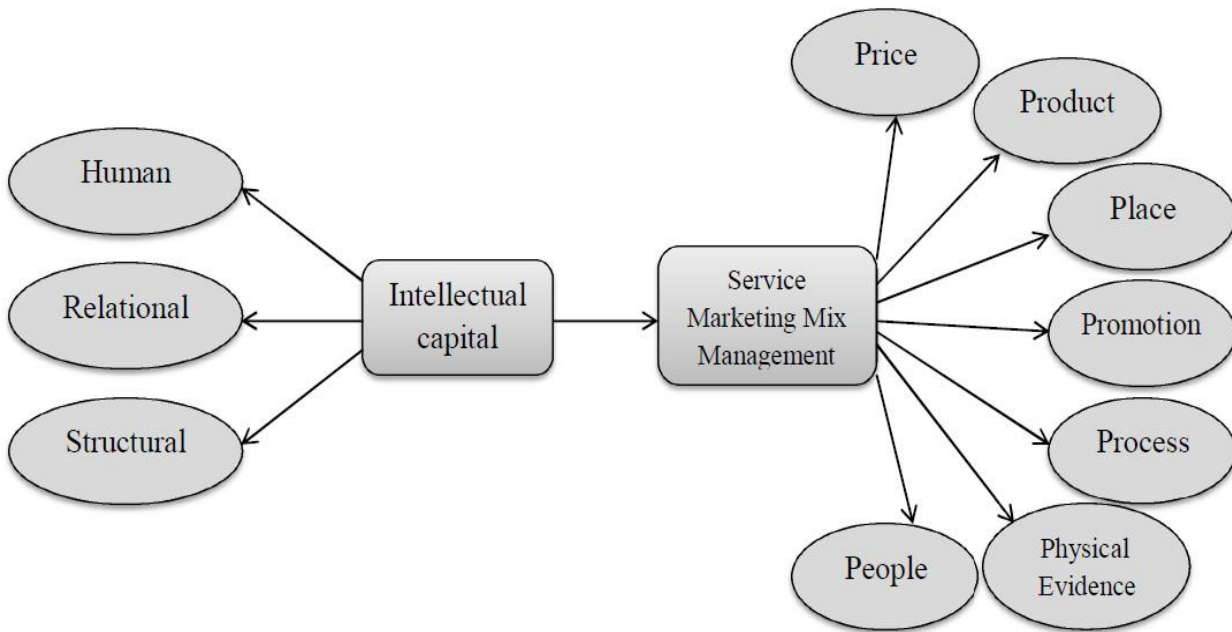 Human
Relational
Structural
Intellectual
capital
Service
Marketing Mix
Management
Price
Product
Place
Promotion
Process
Physical
Evidence
People